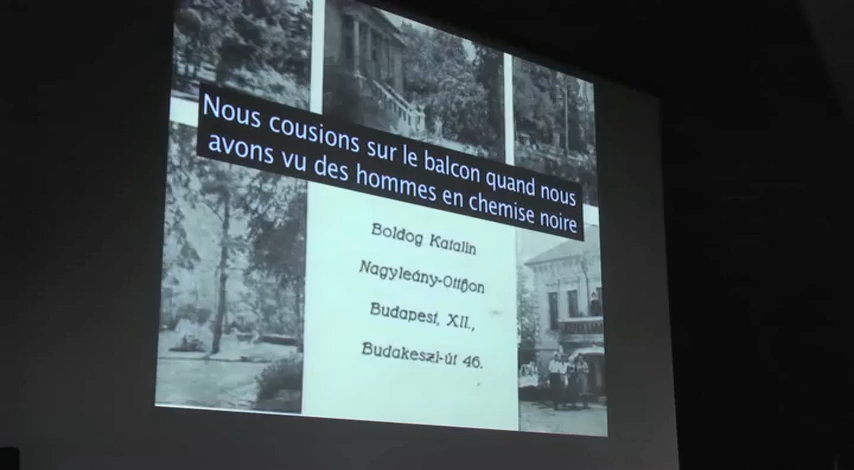 Nous cousions sur le balcon quand nous
avons vu des hommes en chemise noire
Boldog Katalin
Nagyleány-Otthon
Budapest, XII.,
Budakeszi-út 46.